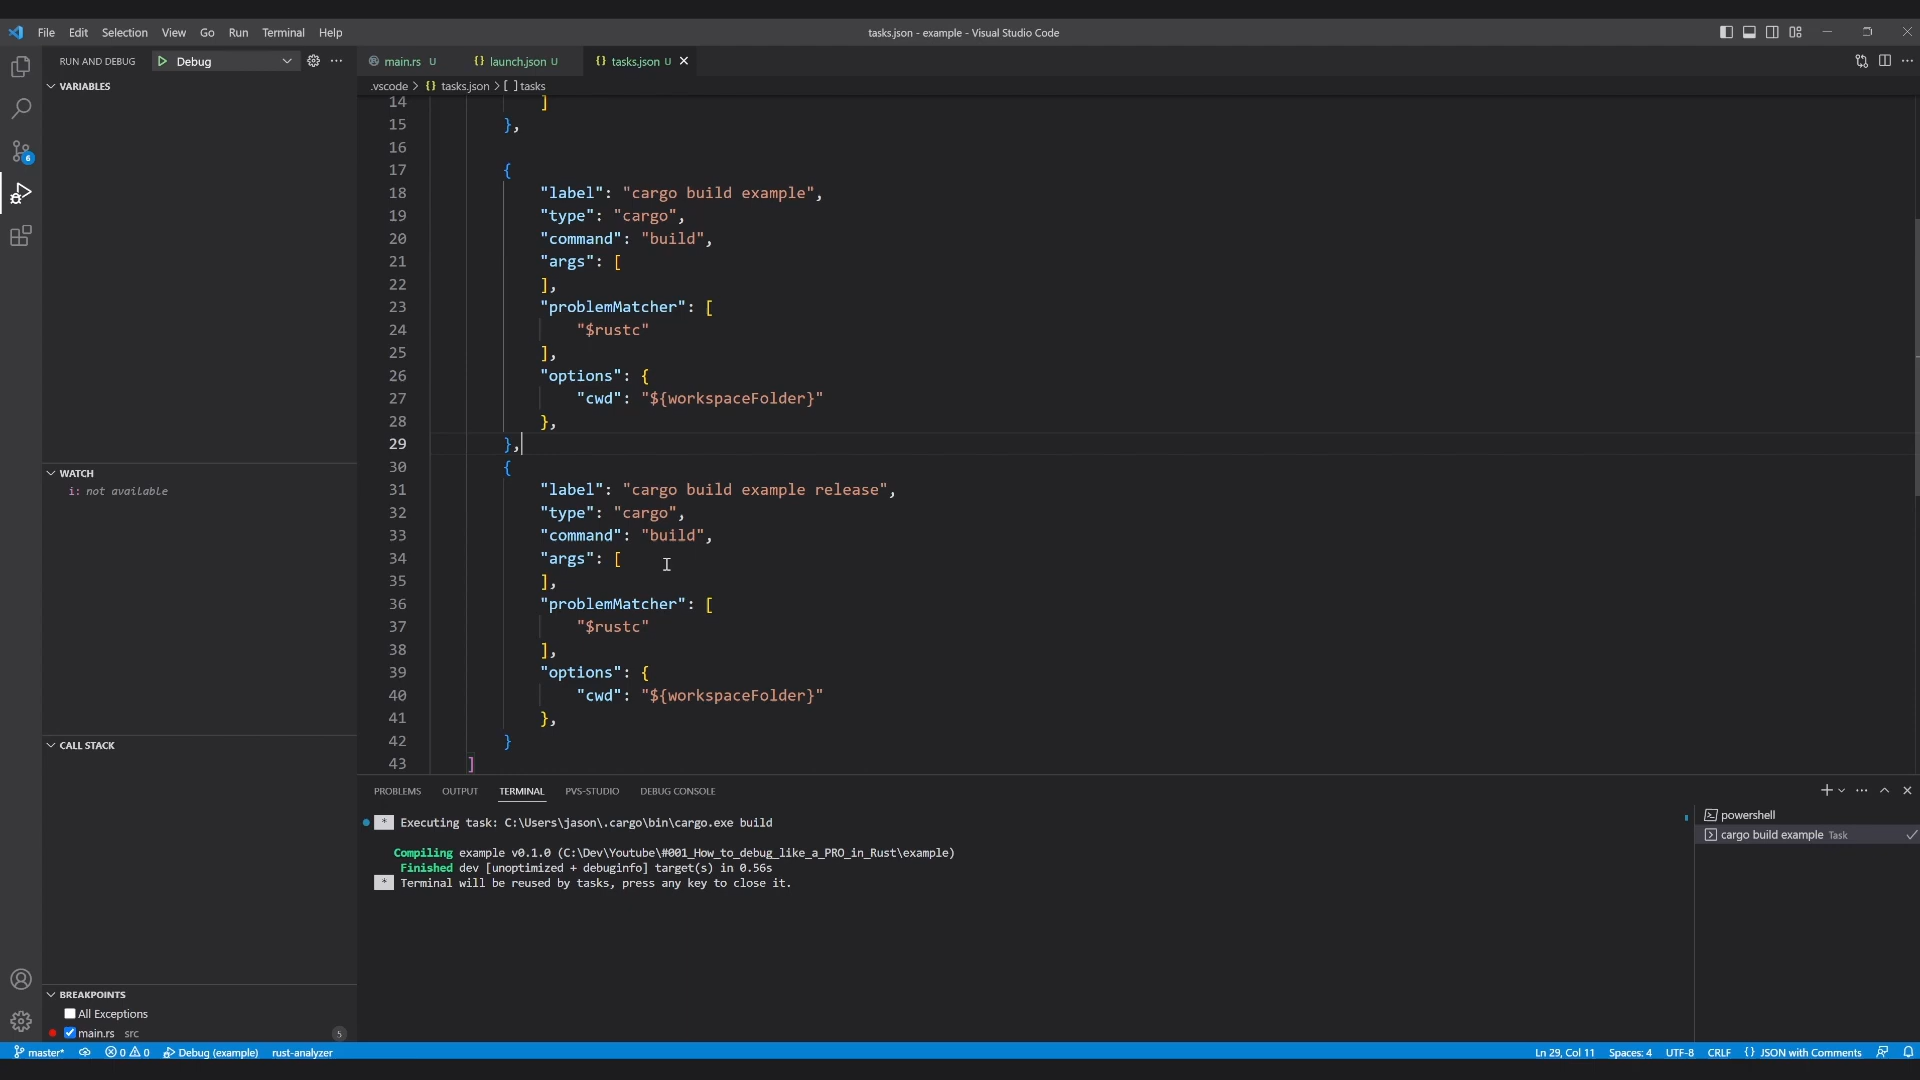 File Edit Selection View Go Run Terminal Help
tasks.json - example - Visual Studio Code
RUN AND DEBUG
Debug
main.rs U
{} launch.json U
{} tasks.json U
.vscode > {} tasks.json > [ ] tasks
VARIABLES
WATCH
i: not available
CALL STACK
BREAKPOINTS
All Exceptions
main.rs src 5
6
14 ]
15 },
16
17 {
18 "label": "cargo build example",
19 "type": "cargo",
20 "command": "build",
21 "args": [
22 ],
23 "problemMatcher": [
24 "$rustc"
25 ],
26 "options": {
27 "cwd": "${workspaceFolder}"
28 },
29 },
30 {
31 "label": "cargo build example release",
32 "type": "cargo",
33 "command": "build",
34 "args": [
35 ],
36 "problemMatcher": [
37 "$rustc"
38 ],
39 "options": {
40 "cwd": "${workspaceFolder}"
41 },
42 }
43 ]
PROBLEMS OUTPUT TERMINAL PVS-STUDIO DEBUG CONSOLE
* Executing task: C:\Users\jason\.cargo\bin\cargo.exe build
Compiling example v0.1.0 (C:\Dev\Youtube\#001_How_to_debug_like_a_PRO_in_Rust\example)
Finished dev [unoptimized + debuginfo] target(s) in 0.56s
* Terminal will be reused by tasks, press any key to close it.
powershell
cargo build example Task
master* 0 0 Debug (example) rust-analyzer
Ln 29, Col 11 Spaces: 4 UTF-8 CRLF {} JSON with Comments